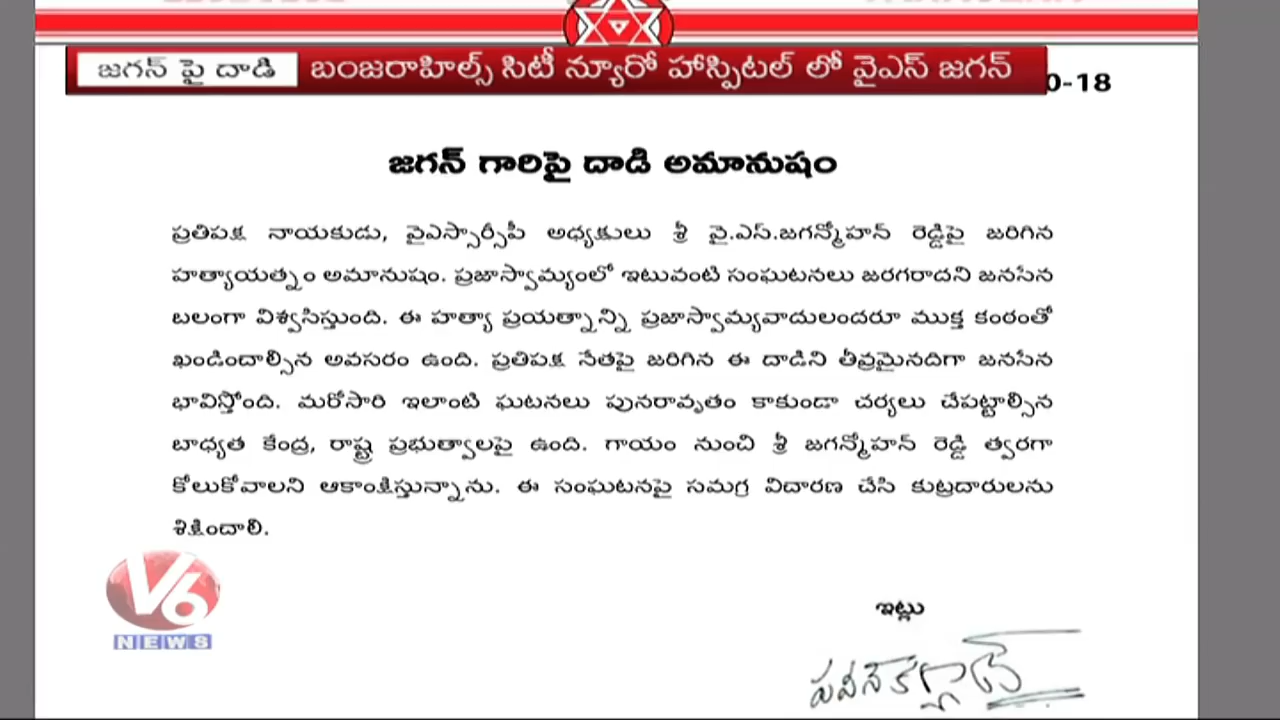 జగన్ పై దాడి
బంజరాహిల్స్ సిటీ న్యూరో హాస్పిటల్ లో వైఎస్ జగన్
0-18
జగన్ గారిపై దాడి అమానుషం
ప్రతిపక్ష నాయకుడు, వైఎస్సార్సీపీ అధ్యక్షులు శ్రీ వై.ఎస్.జగన్మోహన్ రెడ్డిపై జరిగిన
హత్యాయత్నం అమానుషం. ప్రజాస్వామ్యంలో ఇటువంటి సంఘటనలు జరగరాదని జనసేన
బలంగా విశ్వసిస్తుంది. ఈ హత్యా ప్రయత్నాన్ని ప్రజాస్వామ్యవాదులందరూ ముక్త కంఠంతో
ఖండించాల్సిన అవసరం ఉంది. ప్రతిపక్ష నేతపై జరిగిన ఈ దాడిని తీవ్రమైనదిగా జనసేన
భావిస్తోంది. మరోసారి ఇలాంటి ఘటనలు పునరావృతం కాకుండా చర్యలు చేపట్టాల్సిన
బాధ్యత కేంద్ర, రాష్ట్ర ప్రభుత్వాలపై ఉంది. గాయం నుంచి శ్రీ జగన్మోహన్ రెడ్డి త్వరగా
కోలుకోవాలని ఆకాంక్షిస్తున్నాను. ఈ సంఘటనపై సమగ్ర విచారణ చేసి కుట్రదారులను
శిక్షించాలి.
ఇట్లు
పవన్ కళ్యాణ్
V6
NEWS